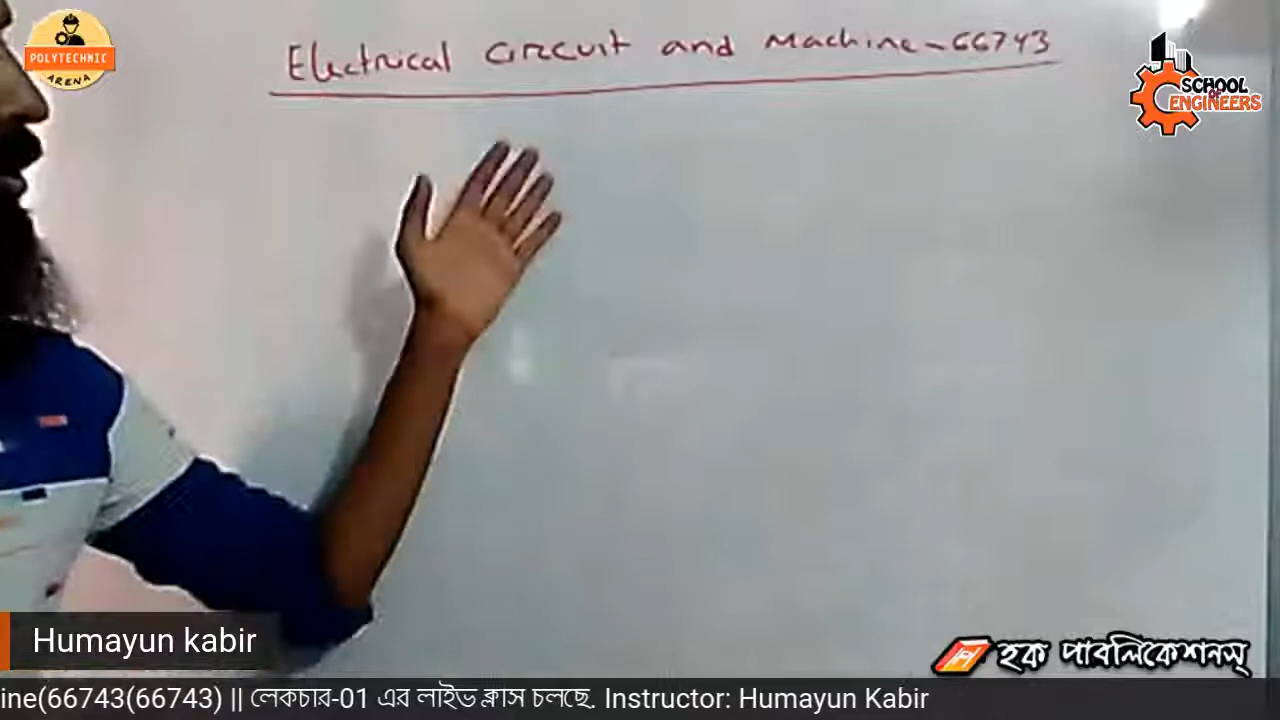 POLYTECHNIC
ARENA
Electrical Circuit and Machine-66743
SCHOOL
OF
ENGINEERS
Humayun kabir
হক পাবলিকেশনস্
ine(66743(66743) || লেকচার-01 এর লাইভ ক্লাস চলছে. Instructor: Humayun Kabir